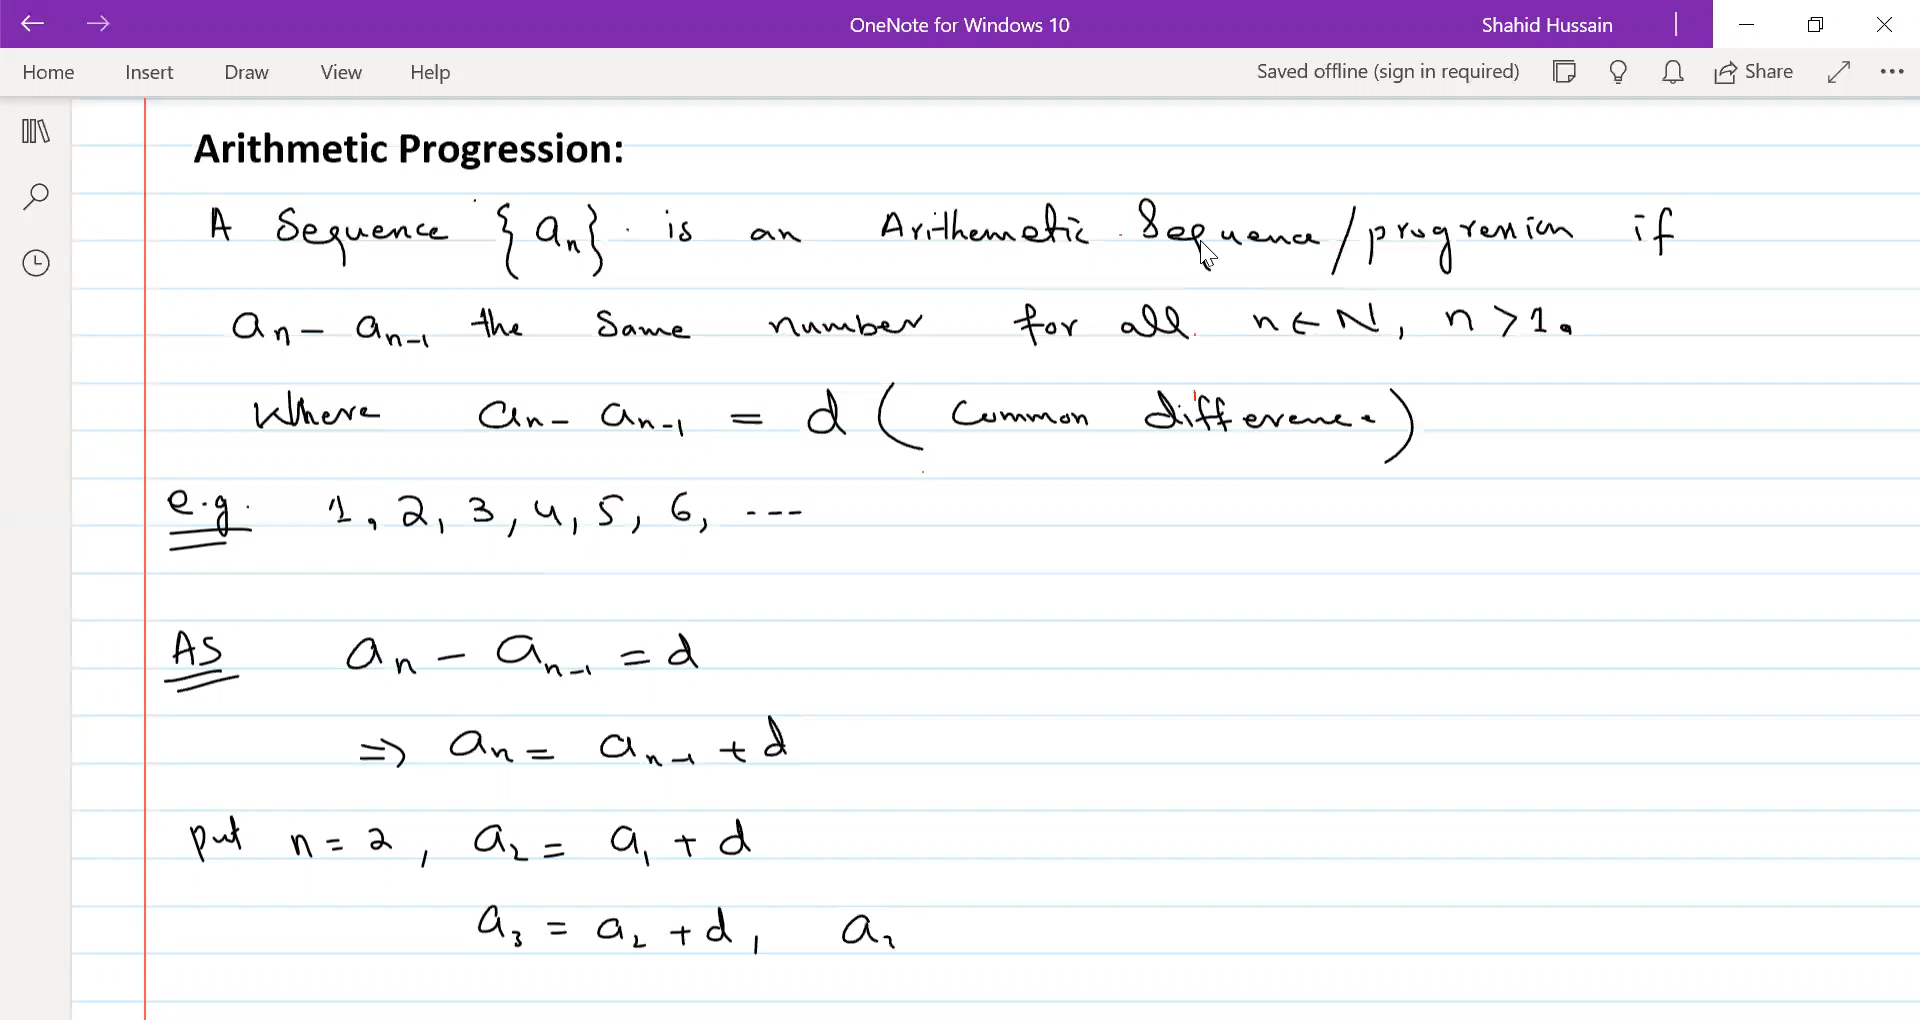 OneNote for Windows 10
Shahid Hussain
Home Insert Draw View Help
Saved offline (sign in required) Share
Arithmetic Progression:
A Sequence {aₙ} is an Arithemetic Sequence/progression if
aₙ - aₙ₋₁ the same number for all n ∈ N, n > 1.
Where aₙ - aₙ₋₁ = d (Common difference)
e.g. 1, 2, 3, 4, 5, 6, ---
AS aₙ - aₙ₋₁ = d
⇒ aₙ = aₙ₋₁ + d
put n = 2, a₂ = a₁ + d
a₃ = a₂ + d, a₂